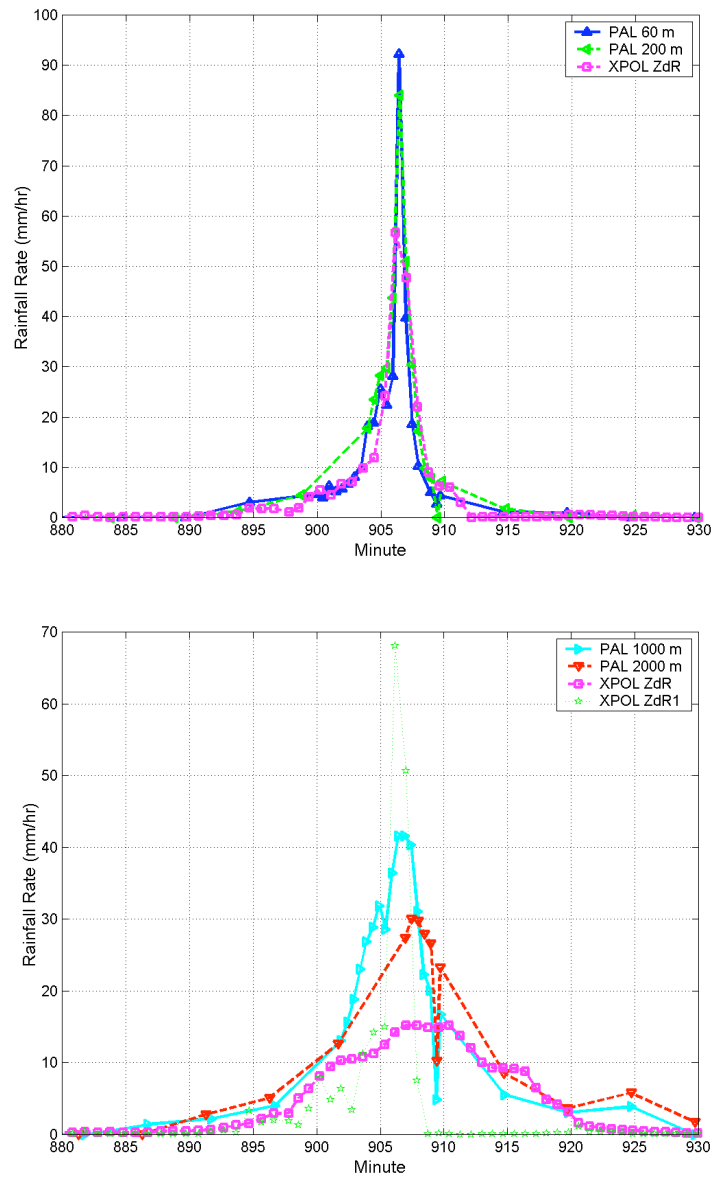 100
90
80
70
60
50
40
30
20
10
0
Rainfall Rate (mm/hr)
PAL 60 m
PAL 200 m
XPOL ZdR
880 885 890 895 900 905 910 915 920 925 930
Minute
70
60
50
40
30
20
10
0
Rainfall Rate (mm/hr)
PAL 1000 m
PAL 2000 m
XPOL ZdR
XPOL ZdR1
880 885 890 895 900 905 910 915 920 925 930
Minute